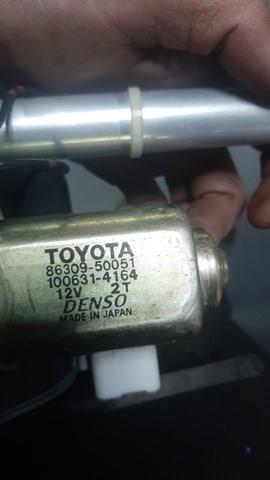 TOYOTA
86309-50051
100631-4164
12V 2T
DENSO
MADE IN JAPAN